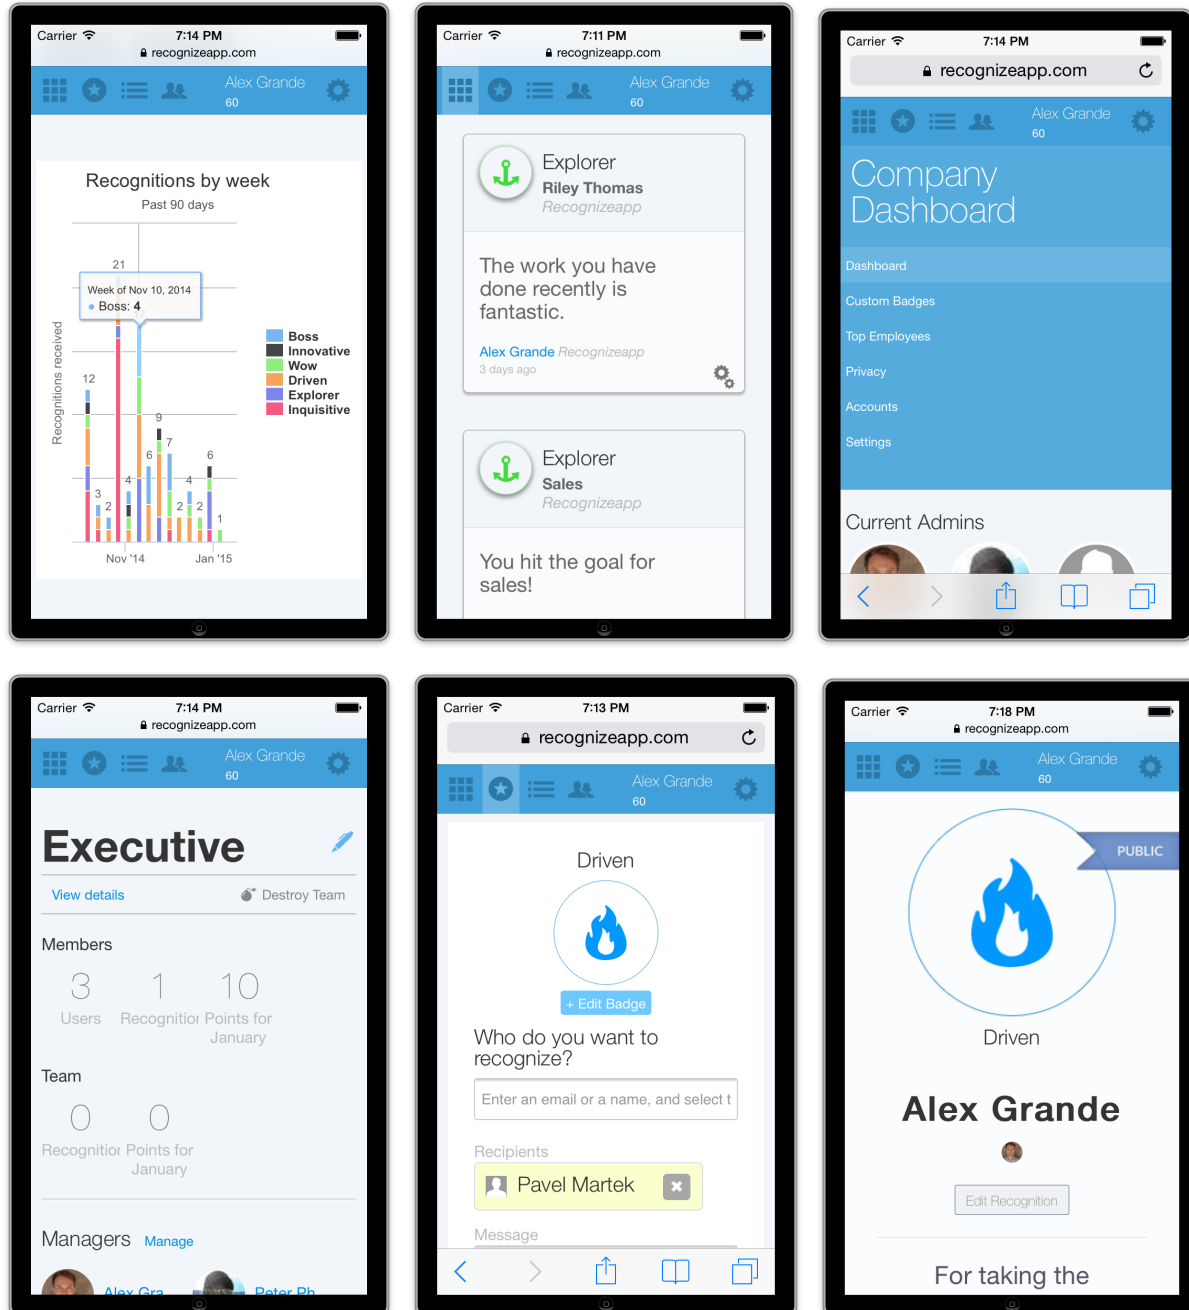 Carrier 7:14 PM
recognizeapp.com
Alex Grande
60
Recognitions by week
Past 90 days
21
Week of Nov 10, 2014
Boss: 4
12
9
7
6
6
4
4
3
2
2
2
1
Recognitions received
Nov '14
Jan '15
Boss
Innovative
Wow
Driven
Explorer
Inquisitive
Carrier 7:11 PM
recognizeapp.com
Alex Grande
60
Explorer
Riley Thomas
Recognizeapp
The work you have
done recently is
fantastic.
Alex Grande Recognizeapp
3 days ago
Explorer
Sales
Recognizeapp
You hit the goal for
sales!
Carrier 7:14 PM
recognizeapp.com
Alex Grande
60
Company
Dashboard
Dashboard
Custom Badges
Top Employees
Privacy
Accounts
Settings
Current Admins
Carrier 7:14 PM
recognizeapp.com
Alex Grande
60
Executive
View details Destroy Team
Members
3 1 10
Users Recognitior Points for
January
Team
0 0
Recognitior Points for
January
Managers Manage
Alex Gra Peter Ph
Carrier 7:13 PM
recognizeapp.com
Alex Grande
60
Driven
+ Edit Badge
Who do you want to
recognize?
Enter an email or a name, and select t
Recipients
Pavel Martek
Message
Carrier 7:18 PM
recognizeapp.com
Alex Grande
60
PUBLIC
Driven
Alex Grande
Edit Recognition
For taking the